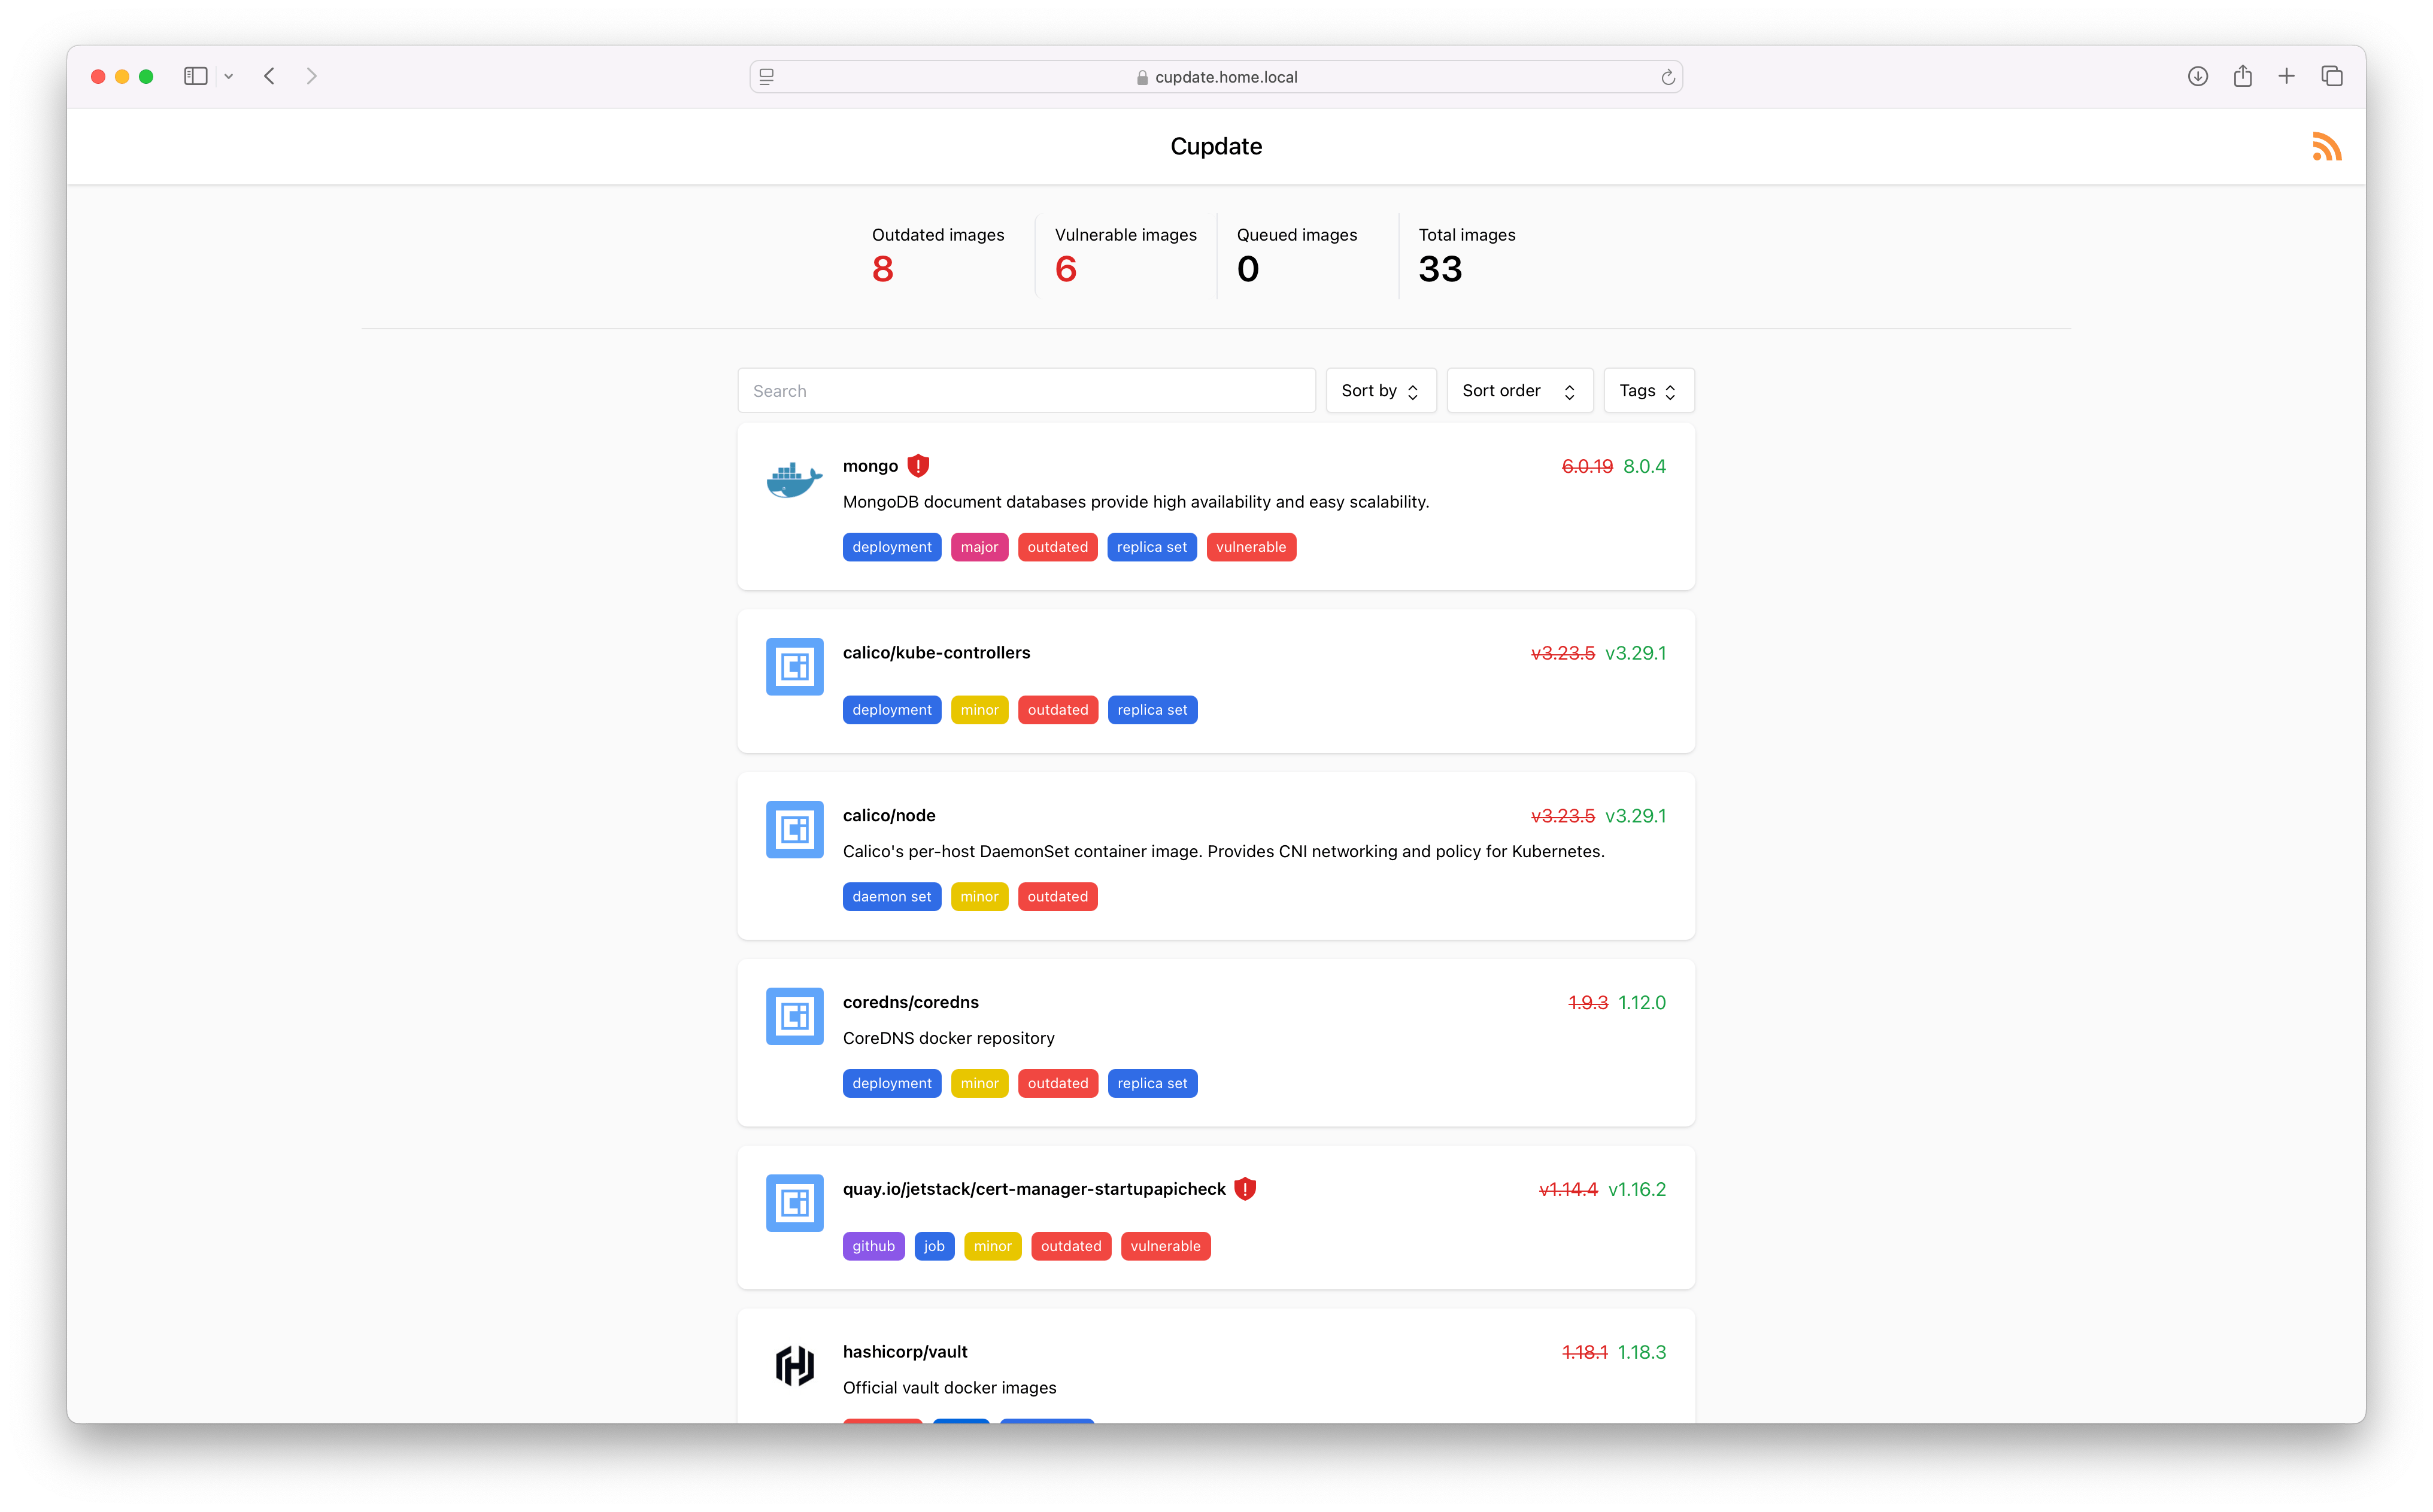 cupdate.home.local
Cupdate
Outdated images
8
Vulnerable images
6
Queued images
0
Total images
33
Search
Sort by
Sort order
Tags
mongo
6.0.19 8.0.4
MongoDB document databases provide high availability and easy scalability.
deployment major outdated replica set vulnerable
calico/kube-controllers
v3.23.5 v3.29.1
deployment minor outdated replica set
calico/node
v3.23.5 v3.29.1
Calico's per-host DaemonSet container image. Provides CNI networking and policy for Kubernetes.
daemon set minor outdated
coredns/coredns
1.9.3 1.12.0
CoreDNS docker repository
deployment minor outdated replica set
quay.io/jetstack/cert-manager-startupapicheck
v1.14.4 v1.16.2
github job minor outdated vulnerable
hashicorp/vault
1.18.1 1.18.3
Official vault docker images